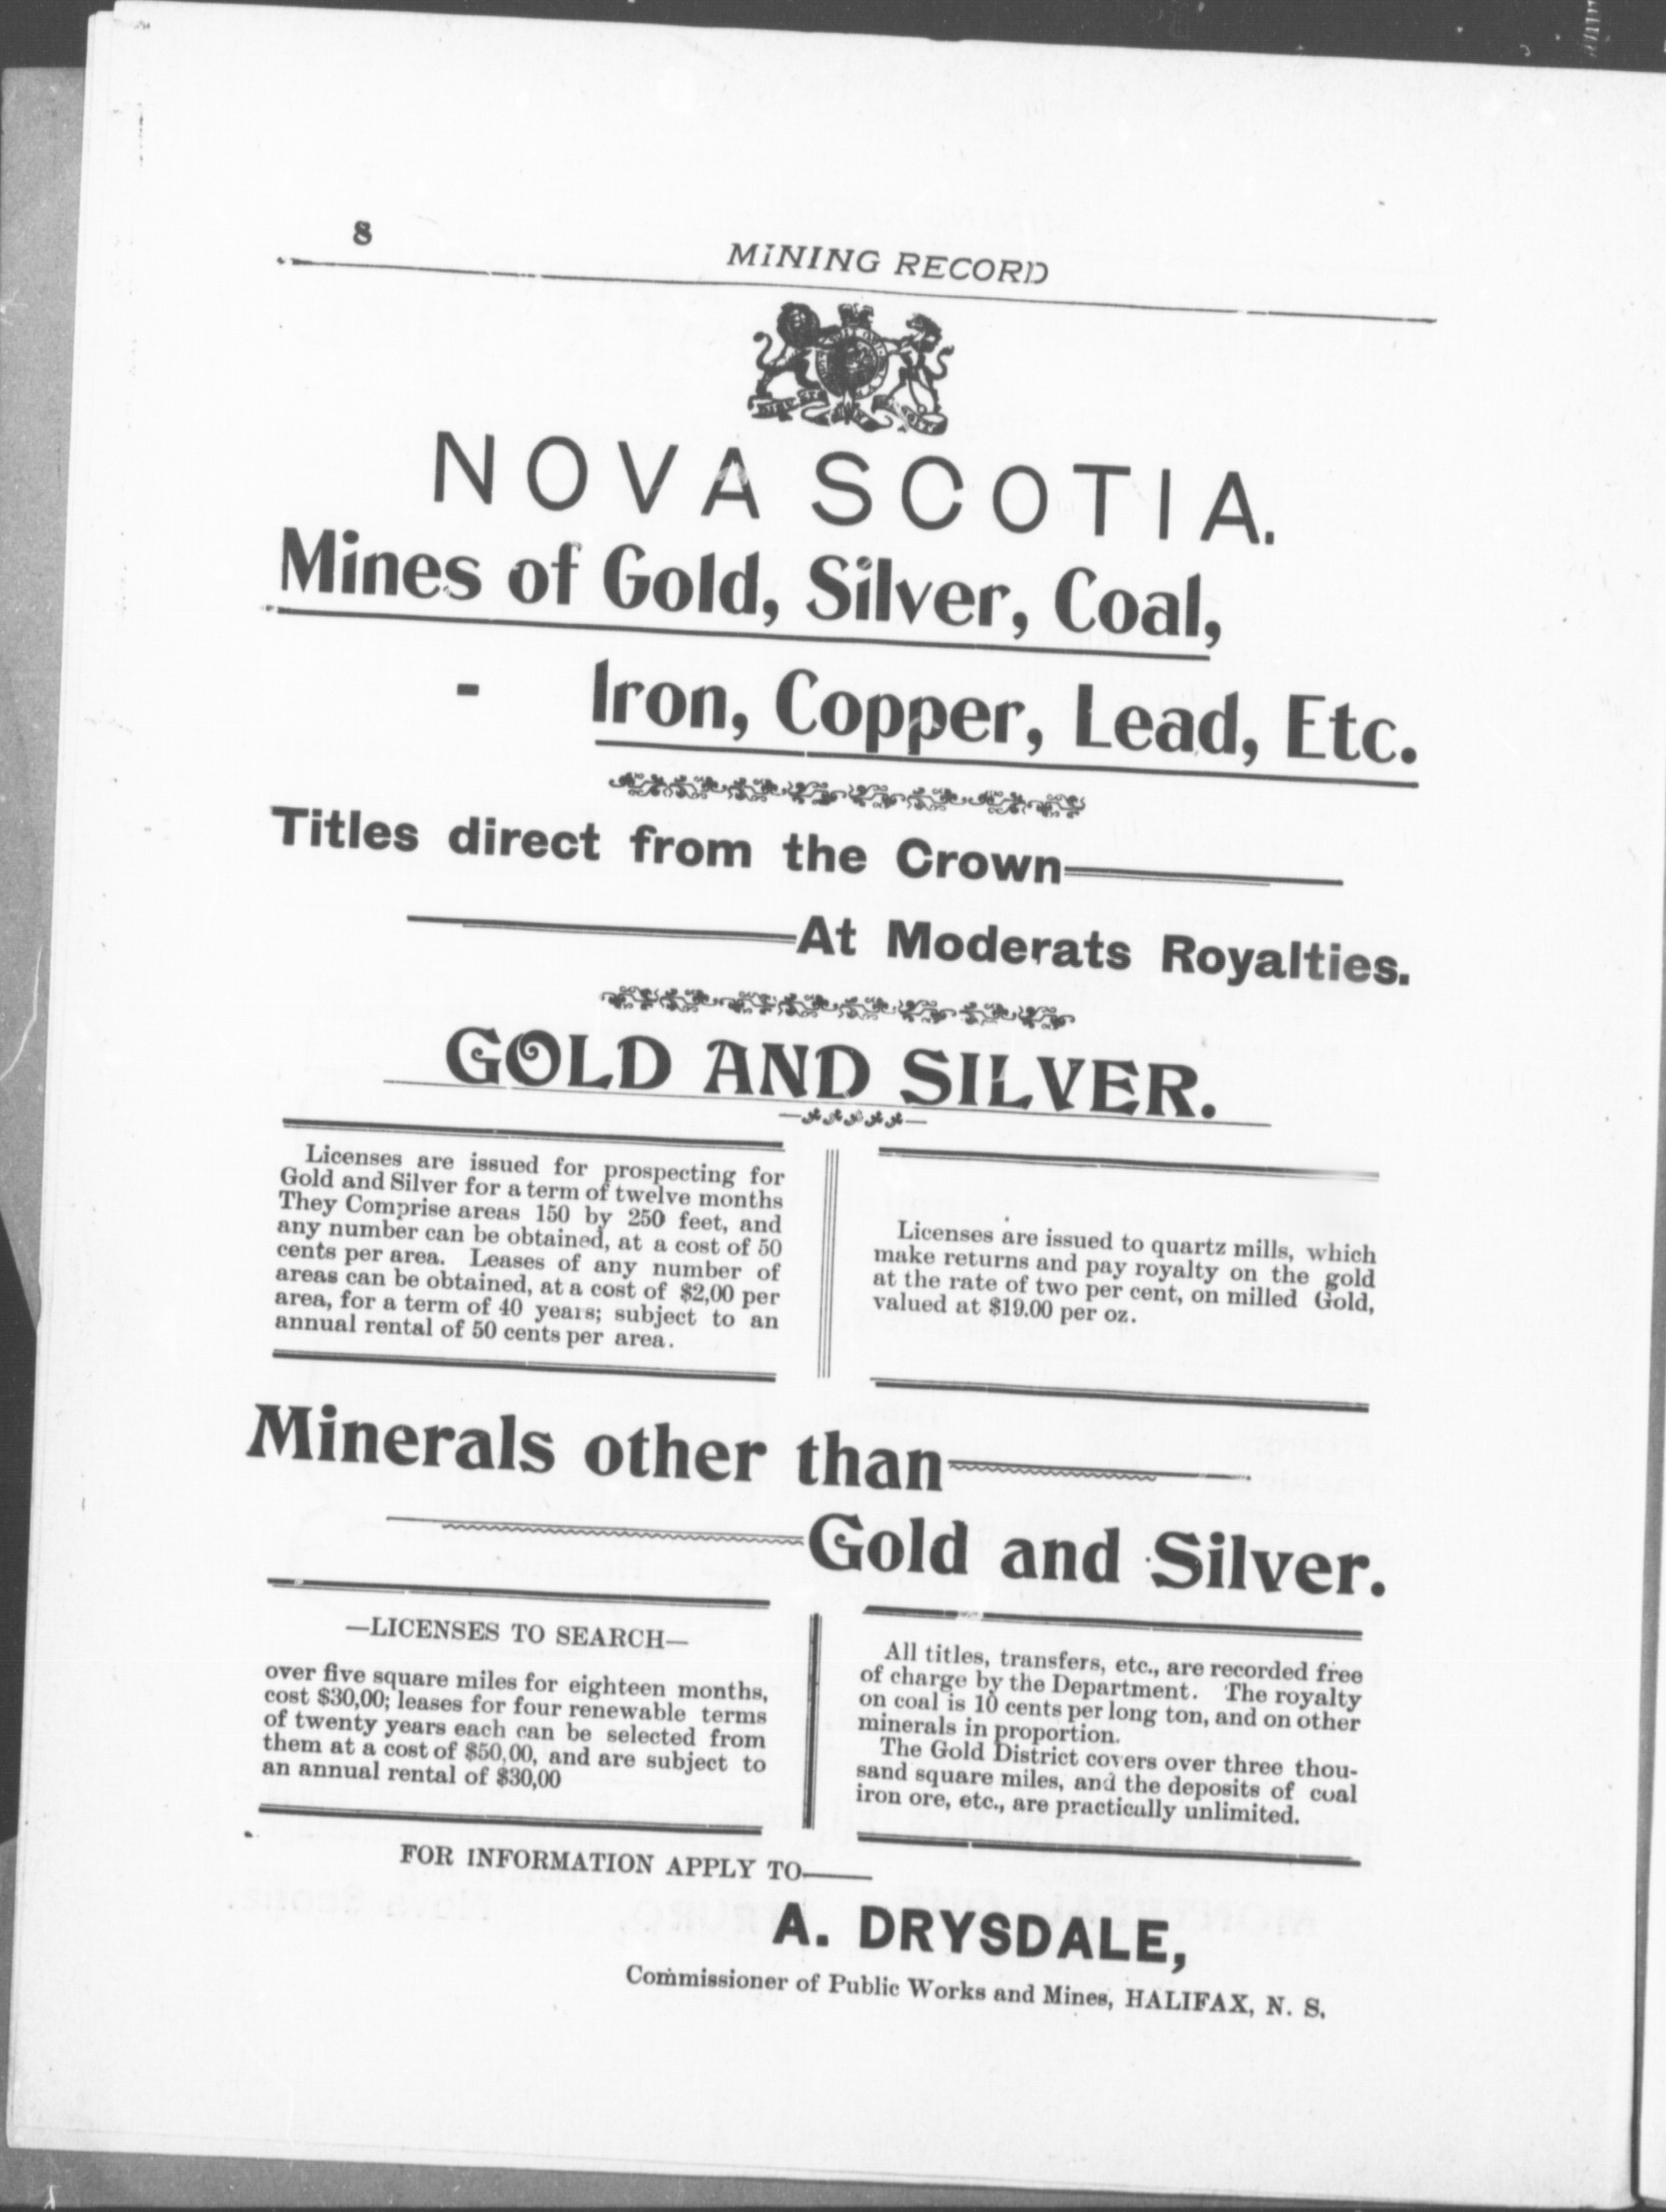 8
MINING RECORD
NOVA SCOTIA.
Mines of Gold, Silver, Coal,
- Iron, Copper, Lead, Etc.
Titles direct from the Crown
At Moderats Royalties.
GOLD AND SILVER.
Licenses are issued for prospecting for
Gold and Silver for a term of twelve months
They Comprise areas 150 by 250 feet, and
any number can be obtained, at a cost of 50
cents per area. Leases of any number of
areas can be obtained, at a cost of $2,00 per
area, for a term of 40 years; subject to an
annual rental of 50 cents per area.
Licenses are issued to quartz mills, which
make returns and pay royalty on the gold
at the rate of two per cent, on milled Gold,
valued at $19.00 per oz.
Minerals other than
Gold and Silver.
—LICENSES TO SEARCH—
over five square miles for eighteen months,
cost $30,00; leases for four renewable terms
of twenty years each can be selected from
them at a cost of $50,00, and are subject to
an annual rental of $30,00
All titles, transfers, etc., are recorded free
of charge by the Department. The royalty
on coal is 10 cents per long ton, and on other
minerals in proportion.
The Gold District covers over three thou-
sand square miles, and the deposits of coal
iron ore, etc., are practically unlimited.
FOR INFORMATION APPLY TO——
A. DRYSDALE,
Commissioner of Public Works and Mines, HALIFAX, N. S.